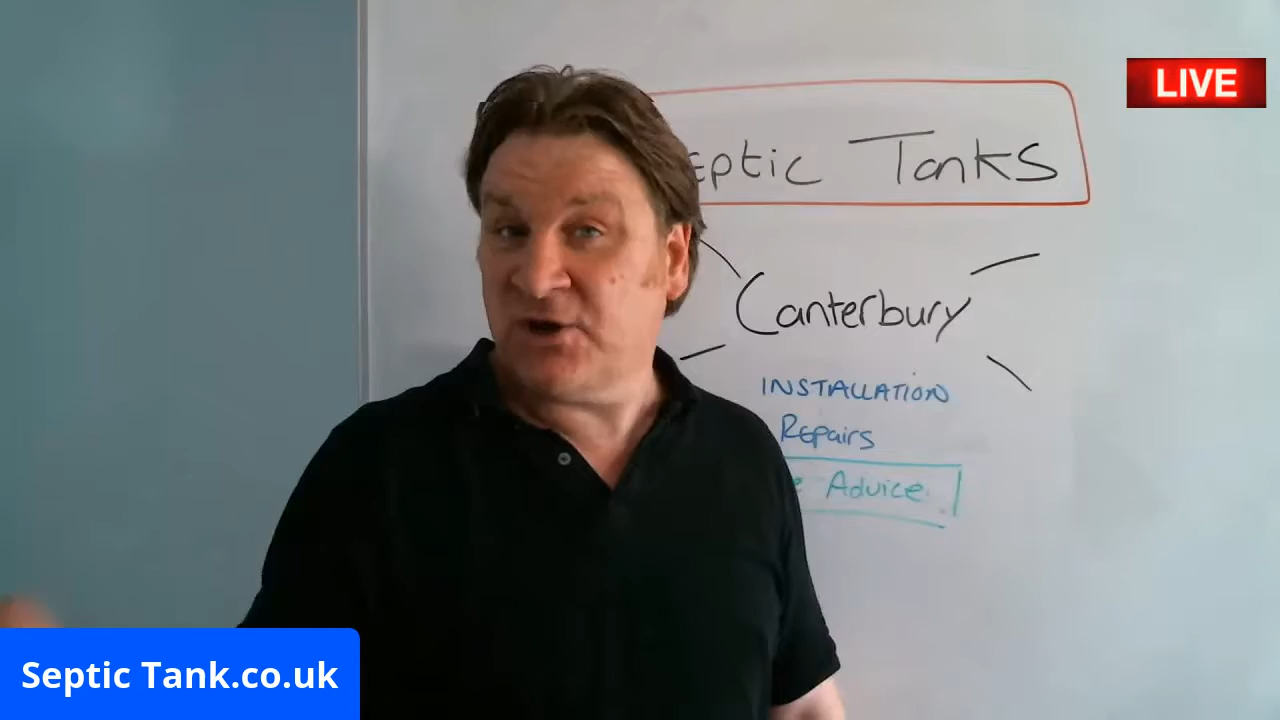 LIVE
eptic Tanks
Canterbury
INSTALLATION
Repairs
e Advice
Septic Tank.co.uk